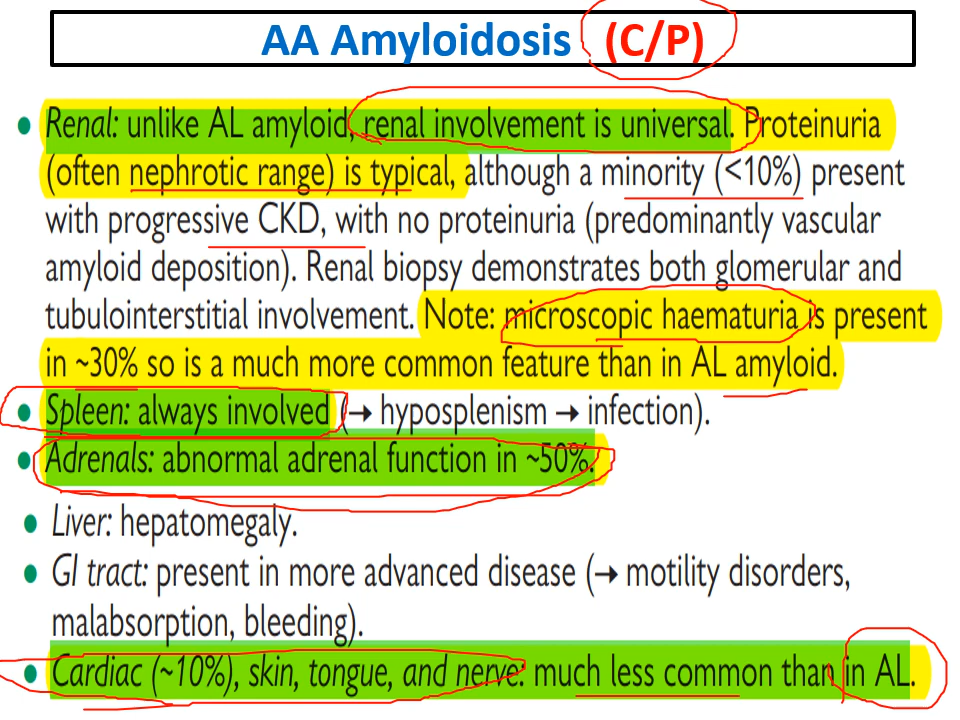 AA Amyloidosis (C/P)
• Renal: unlike AL amyloid, renal involvement is universal. Proteinuria
(often nephrotic range) is typical, although a minority (<10%) present
with progressive CKD, with no proteinuria (predominantly vascular
amyloid deposition). Renal biopsy demonstrates both glomerular and
tubulointerstitial involvement. Note: microscopic haematuria is present
in ~30% so is a much more common feature than in AL amyloid.
• Spleen: always involved (→ hyposplenism → infection).
• Adrenals: abnormal adrenal function in ~50%.
• Liver: hepatomegaly.
• GI tract: present in more advanced disease (→ motility disorders,
malabsorption, bleeding).
• Cardiac (~10%), skin, tongue, and nerve: much less common than in AL.